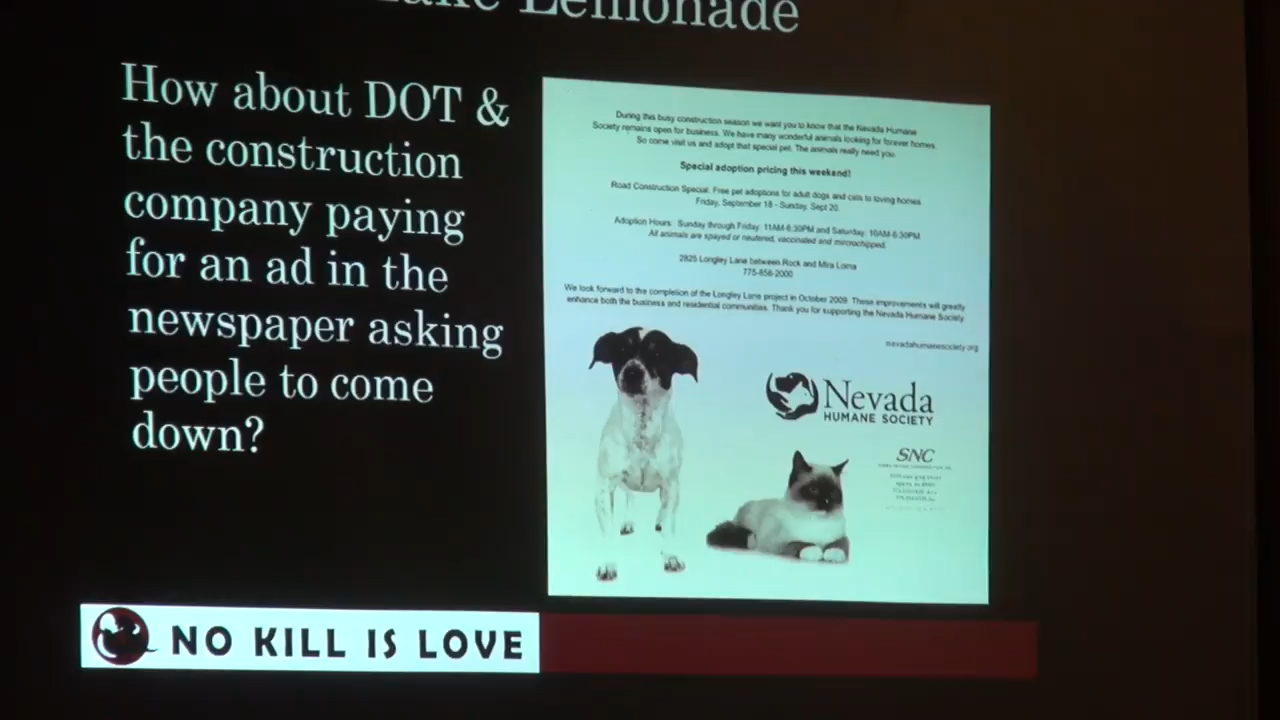 Lemonade
How about DOT &
the construction
company paying
for an ad in the
newspaper asking
people to come
down?
During this busy construction season we want you to know that the Nevada Humane
Society remains open for business. We have many wonderful animals looking for forever homes.
So come visit us and adopt that special pet. The animals really need you.
Special adoption pricing this weekend!
Road Construction Special: Free pet adoptions for adult dogs and cats to loving homes
Friday, September 18 - Sunday, Sept 20.
Adoption Hours: Sunday through Friday: 11AM-6:30PM and Saturday: 10AM-6:30PM
All animals are spayed or neutered, vaccinated and microchipped.
2825 Longley Lane between Rock and Mira Loma
775-856-2000
We look forward to the completion of the Longley Lane project in October 2009. These improvements will greatly
enhance both the business and residential communities. Thank you for supporting the Nevada Humane Society
nevadahumanesociety.org
Nevada
HUMANE SOCIETY
SNC
NO KILL IS LOVE